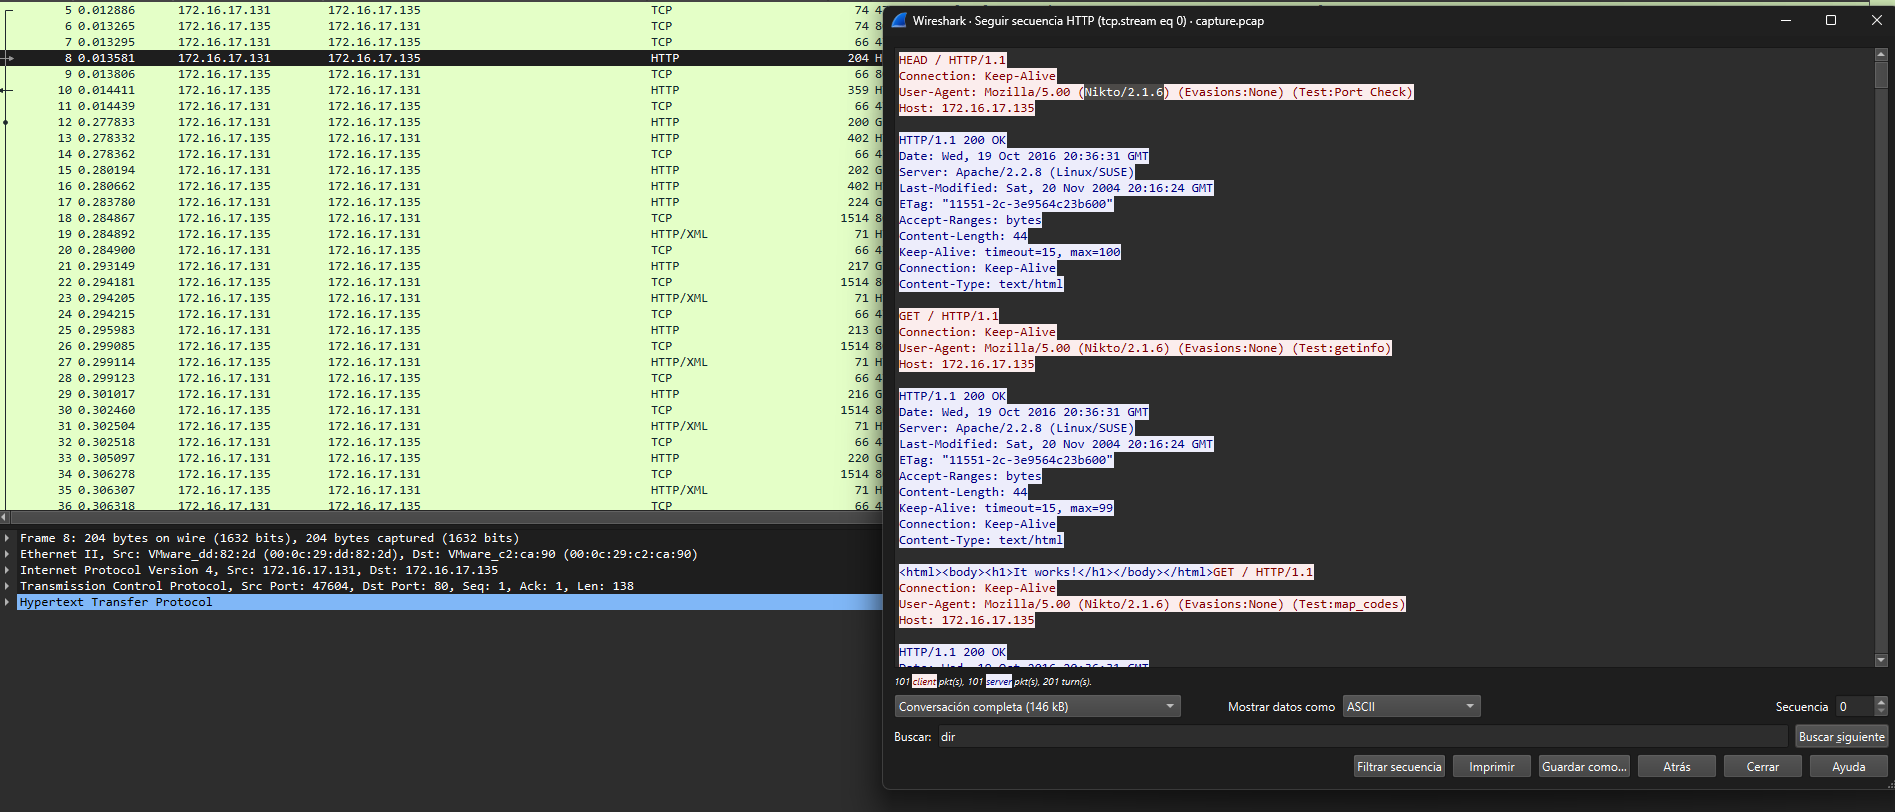 5 0.012886 172.16.17.131 172.16.17.135 TCP 74 4
6 0.013265 172.16.17.135 172.16.17.131 TCP 74 8
7 0.013295 172.16.17.131 172.16.17.135 TCP 66 4
8 0.013581 172.16.17.131 172.16.17.135 HTTP 204 H
9 0.013806 172.16.17.135 172.16.17.131 TCP 66 8
10 0.014411 172.16.17.135 172.16.17.131 HTTP 359 H
11 0.014439 172.16.17.131 172.16.17.135 TCP 66 4
12 0.277833 172.16.17.131 172.16.17.135 HTTP 200 G
13 0.278332 172.16.17.135 172.16.17.131 HTTP 402 H
14 0.278362 172.16.17.131 172.16.17.135 TCP 66 4
15 0.280194 172.16.17.131 172.16.17.135 HTTP 202 G
16 0.280662 172.16.17.135 172.16.17.131 HTTP 402 H
17 0.283780 172.16.17.131 172.16.17.135 HTTP 224 G
18 0.284867 172.16.17.135 172.16.17.131 TCP 1514 8
19 0.284892 172.16.17.135 172.16.17.131 HTTP/XML 71 H
20 0.284900 172.16.17.131 172.16.17.135 TCP 66 4
21 0.293149 172.16.17.131 172.16.17.135 HTTP 217 G
22 0.294181 172.16.17.135 172.16.17.131 TCP 1514 8
23 0.294205 172.16.17.135 172.16.17.131 HTTP/XML 71 H
24 0.294215 172.16.17.131 172.16.17.135 TCP 66 4
25 0.295983 172.16.17.131 172.16.17.135 HTTP 213 G
26 0.299085 172.16.17.135 172.16.17.131 TCP 1514 8
27 0.299114 172.16.17.135 172.16.17.131 HTTP/XML 71 H
28 0.299123 172.16.17.131 172.16.17.135 TCP 66 4
29 0.301017 172.16.17.131 172.16.17.135 HTTP 216 G
30 0.302460 172.16.17.135 172.16.17.131 TCP 1514 8
31 0.302504 172.16.17.135 172.16.17.131 HTTP/XML 71 H
32 0.302518 172.16.17.131 172.16.17.135 TCP 66 4
33 0.305097 172.16.17.131 172.16.17.135 HTTP 220 G
34 0.306278 172.16.17.135 172.16.17.131 TCP 1514 8
35 0.306307 172.16.17.135 172.16.17.131 HTTP/XML 71 H
36 0.306318 172.16.17.131 172.16.17.135 TCP 66 4
Frame 8: 204 bytes on wire (1632 bits), 204 bytes captured (1632 bits)
Ethernet II, Src: VMware_dd:82:2d (00:0c:29:dd:82:2d), Dst: VMware_c2:ca:90 (00:0c:29:c2:ca:90)
Internet Protocol Version 4, Src: 172.16.17.131, Dst: 172.16.17.135
Transmission Control Protocol, Src Port: 47604, Dst Port: 80, Seq: 1, Ack: 1, Len: 138
Hypertext Transfer Protocol
Wireshark · Seguir secuencia HTTP (tcp.stream eq 0) · capture.pcap
HEAD / HTTP/1.1
Connection: Keep-Alive
User-Agent: Mozilla/5.00 (Nikto/2.1.6) (Evasions:None) (Test:Port Check)
Host: 172.16.17.135
HTTP/1.1 200 OK
Date: Wed, 19 Oct 2016 20:36:31 GMT
Server: Apache/2.2.8 (Linux/SUSE)
Last-Modified: Sat, 20 Nov 2004 20:16:24 GMT
ETag: "11551-2c-3e9564c23b600"
Accept-Ranges: bytes
Content-Length: 44
Keep-Alive: timeout=15, max=100
Connection: Keep-Alive
Content-Type: text/html
GET / HTTP/1.1
Connection: Keep-Alive
User-Agent: Mozilla/5.00 (Nikto/2.1.6) (Evasions:None) (Test:getinfo)
Host: 172.16.17.135
HTTP/1.1 200 OK
Date: Wed, 19 Oct 2016 20:36:31 GMT
Server: Apache/2.2.8 (Linux/SUSE)
Last-Modified: Sat, 20 Nov 2004 20:16:24 GMT
ETag: "11551-2c-3e9564c23b600"
Accept-Ranges: bytes
Content-Length: 44
Keep-Alive: timeout=15, max=99
Connection: Keep-Alive
Content-Type: text/html
<html><body><h1>It works!</h1></body></html>GET / HTTP/1.1
Connection: Keep-Alive
User-Agent: Mozilla/5.00 (Nikto/2.1.6) (Evasions:None) (Test:map_codes)
Host: 172.16.17.135
HTTP/1.1 200 OK
Date: Wed, 19 Oct 2016 20:36:31 GMT
101 client pkt(s), 101 server pkt(s), 201 turn(s).
Conversación completa (146 kB) Mostrar datos como ASCII Secuencia 0
Buscar: dir Buscar siguiente
Filtrar secuencia Imprimir Guardar como... Atrás Cerrar Ayuda